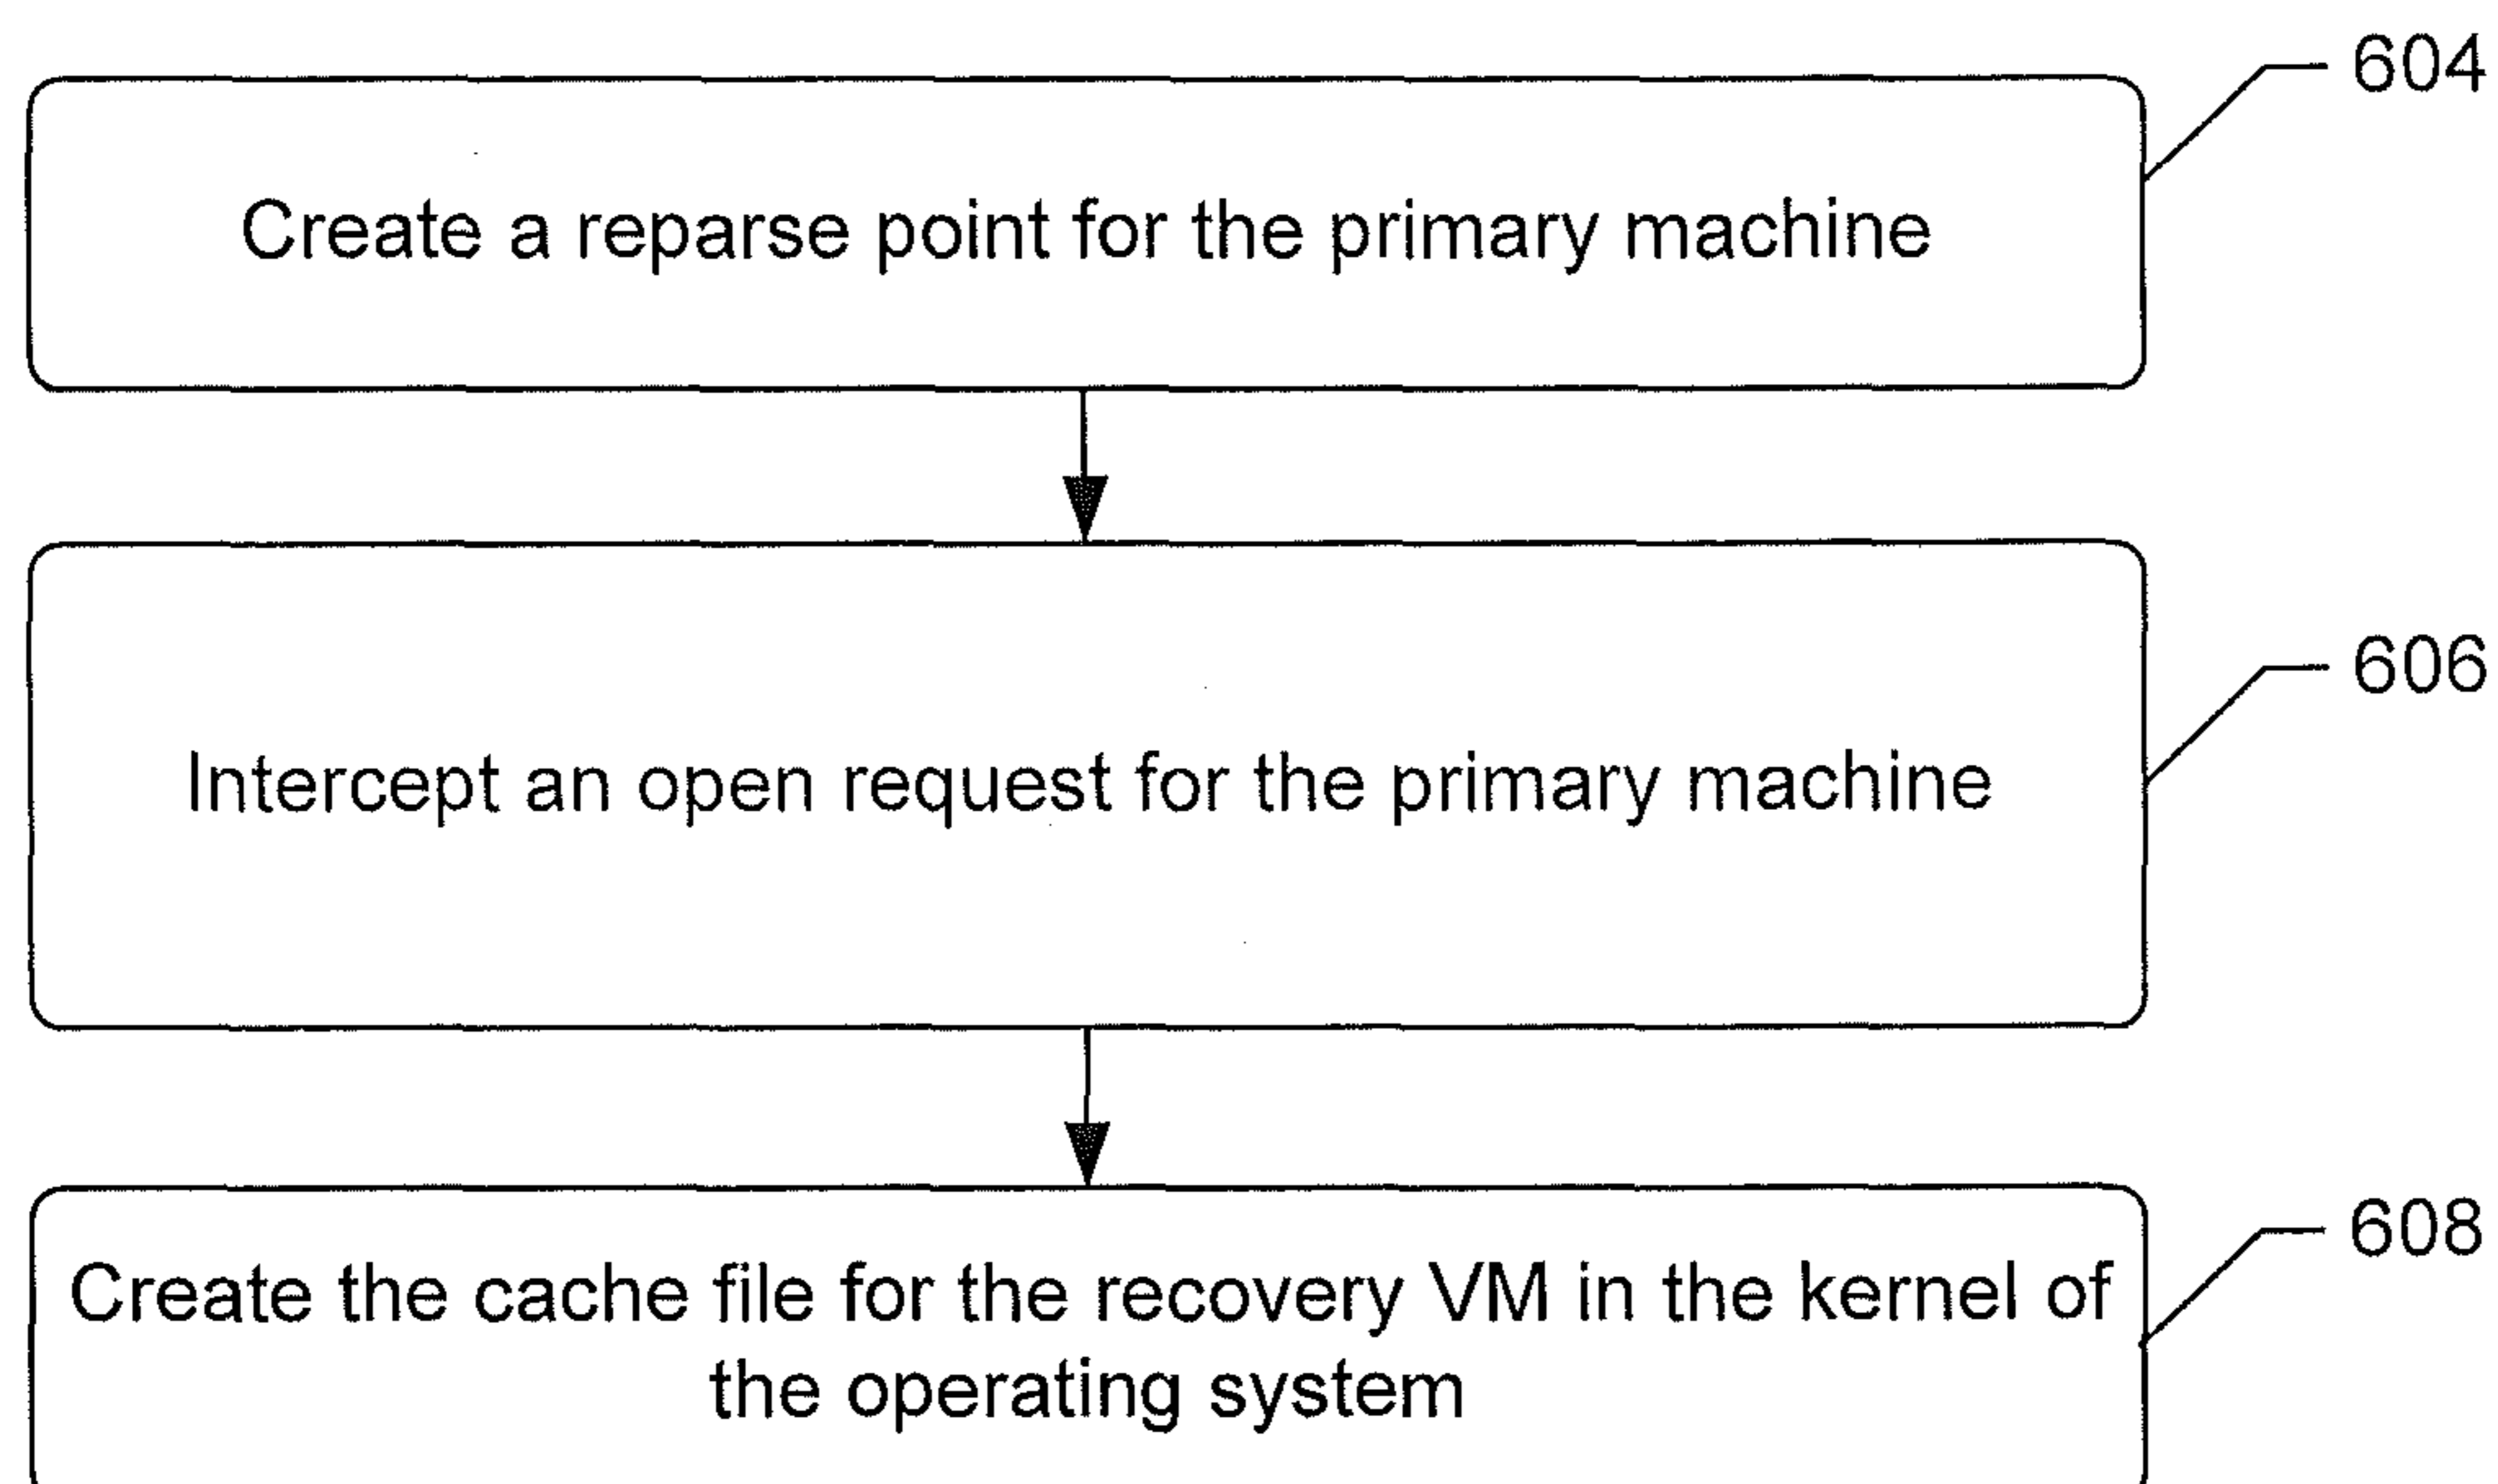 604
Create a reparse point for the primary machine
606
Intercept an open request for the primary machine
608
Create the cache file for the recovery VM in the kernel of
the operating system